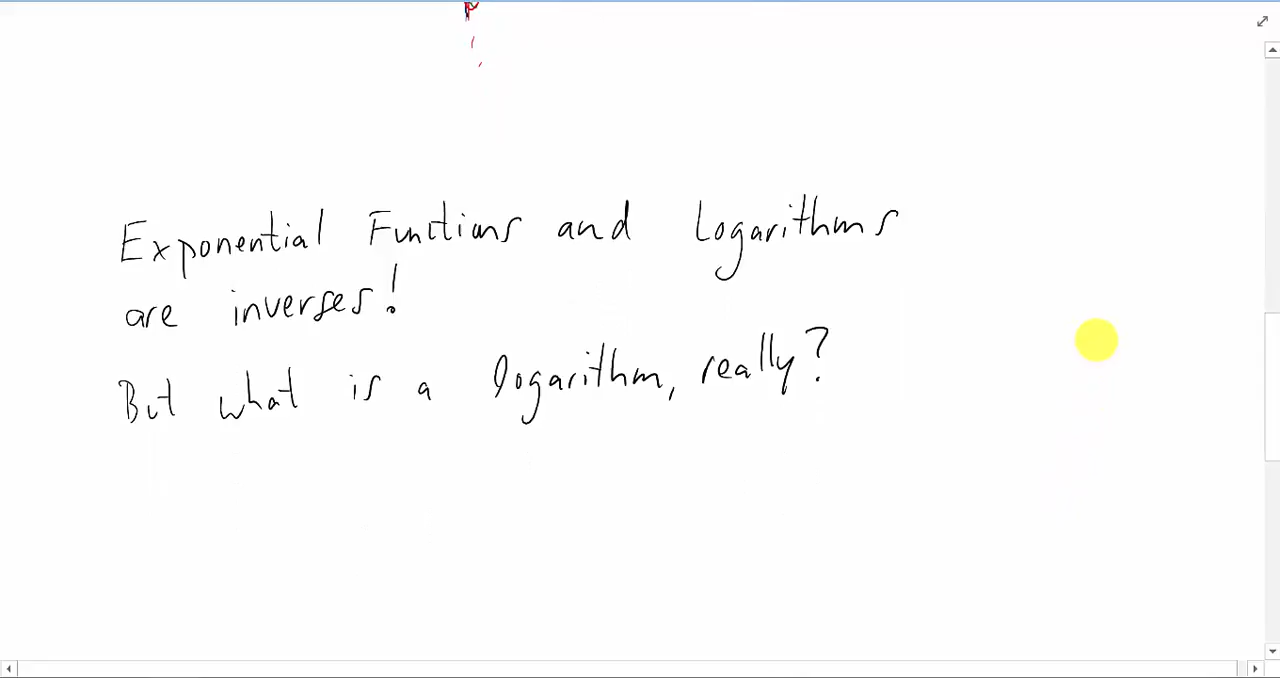 Exponential Functions and Logarithms
are inverses!
But what is a logarithm, really?